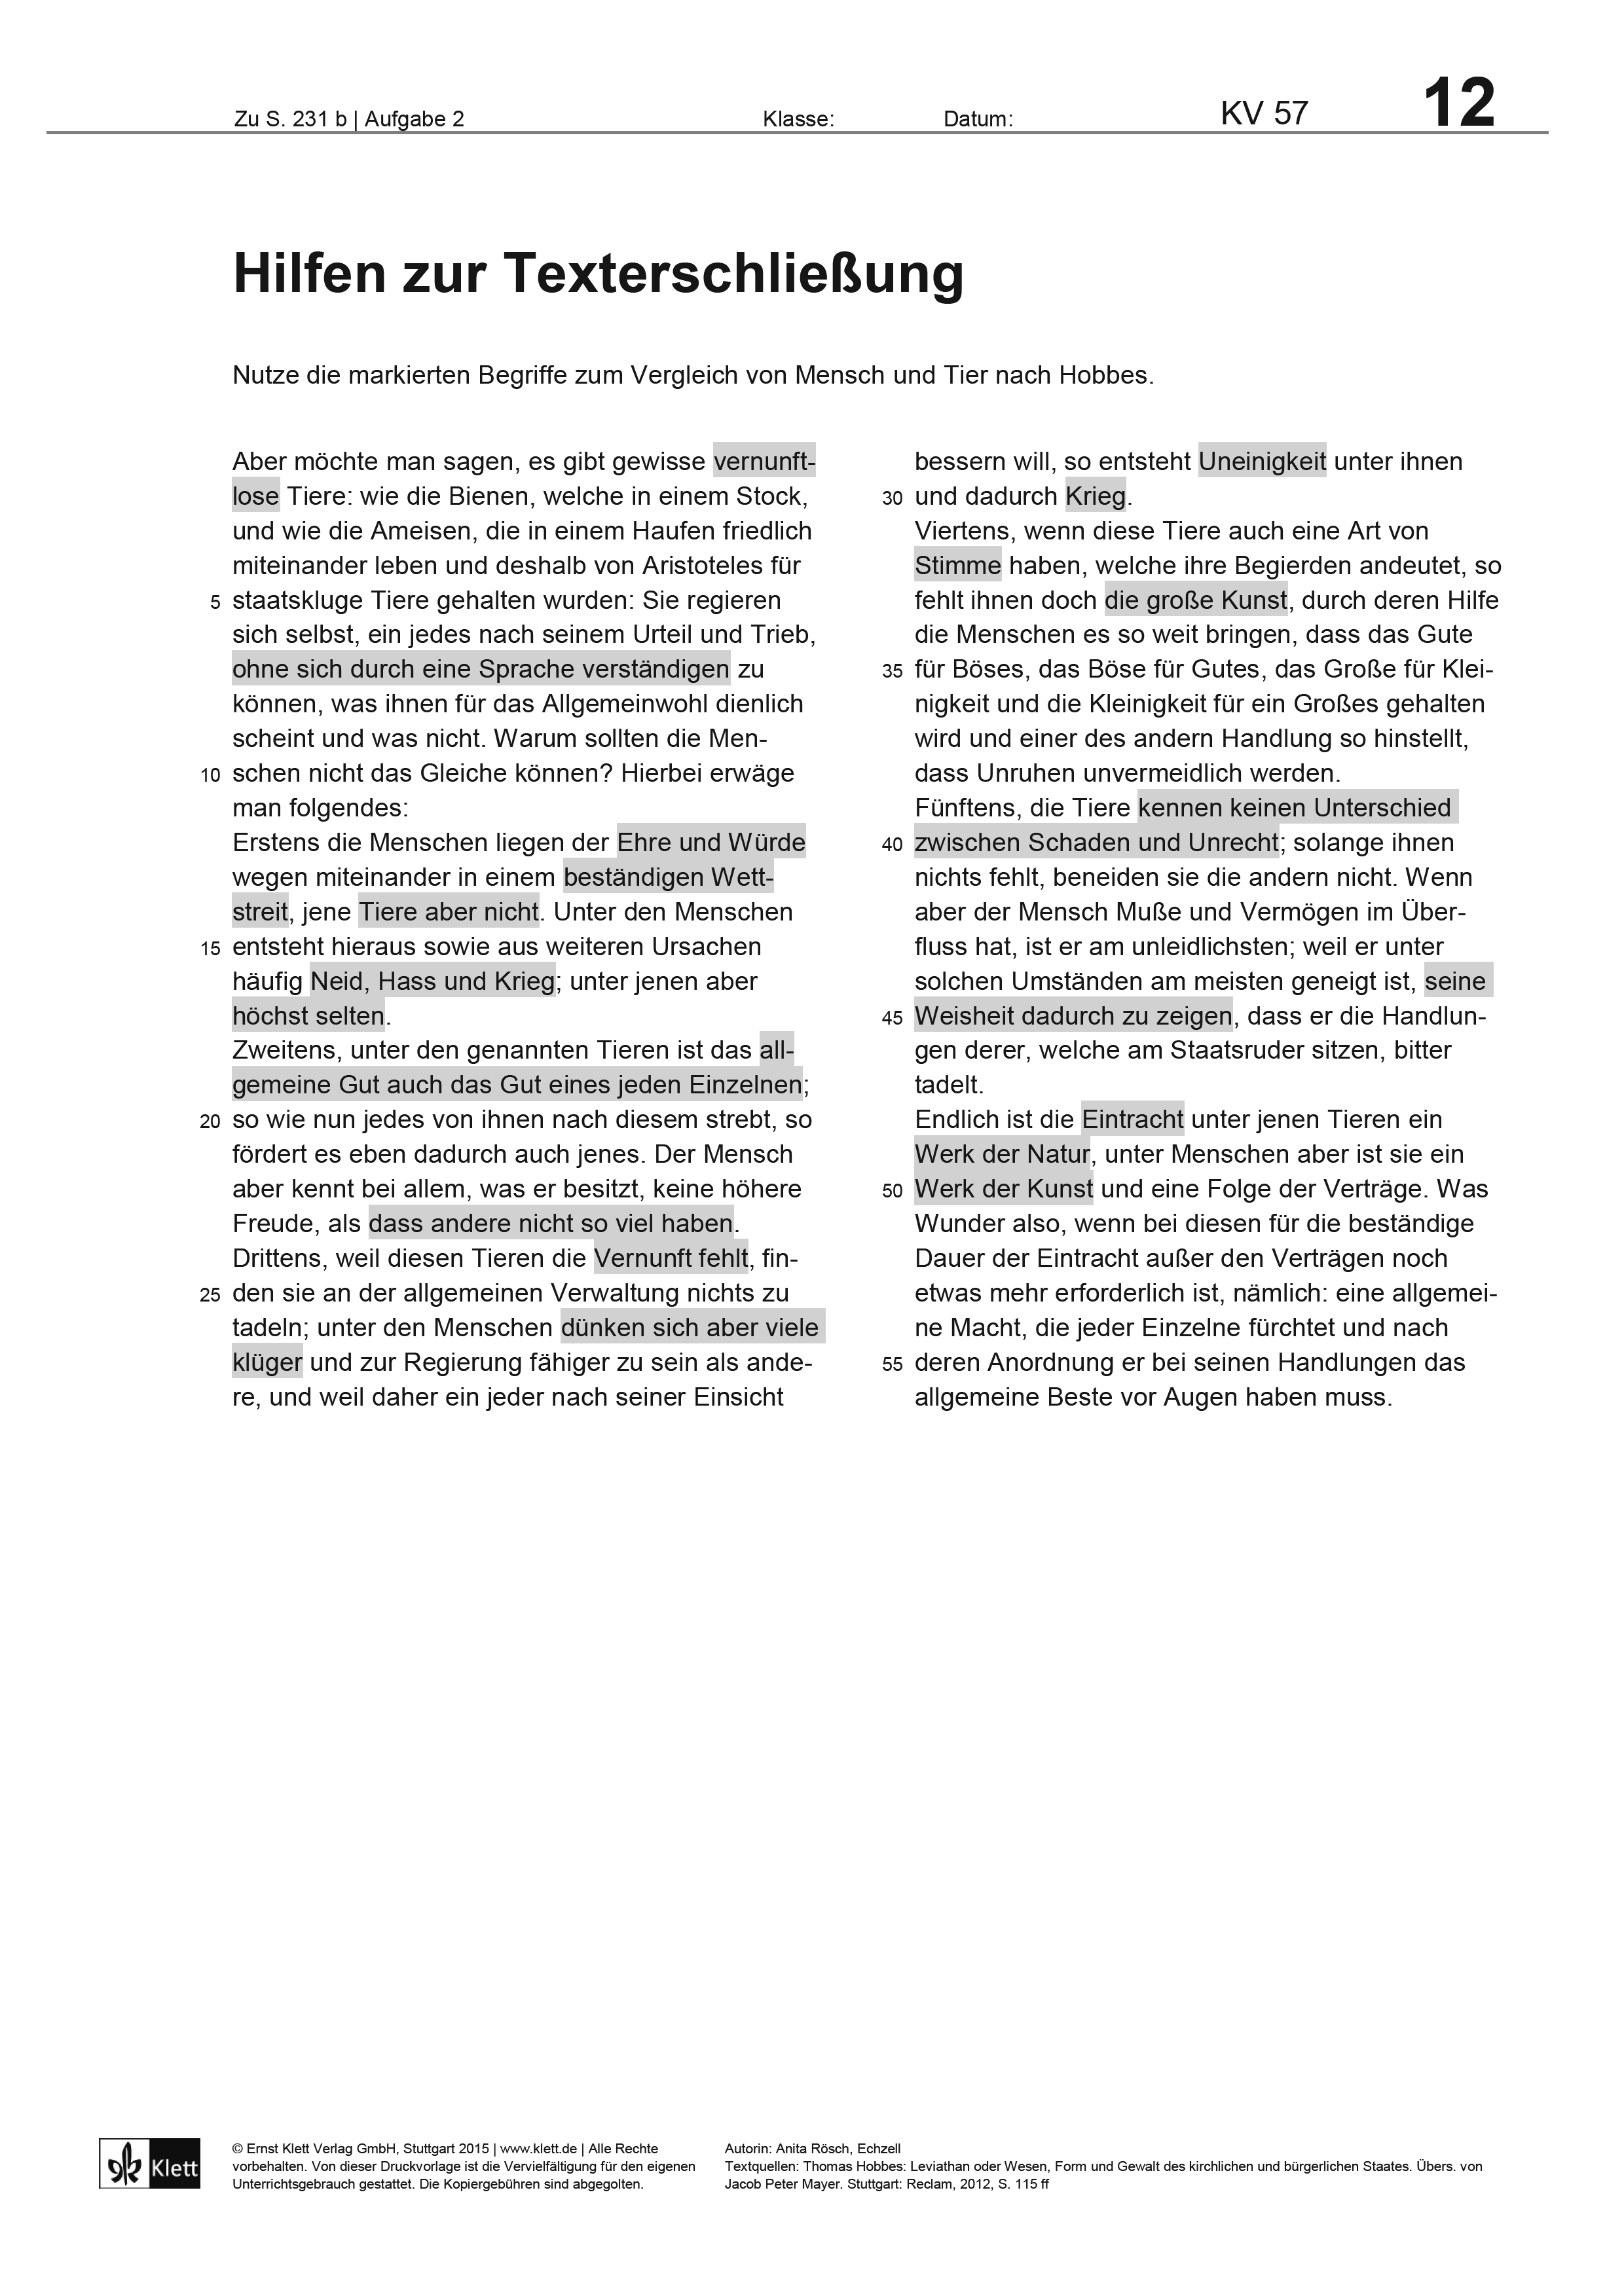 Zu S. 231 b | Aufgabe 2 Klasse: Datum: KV 57 12
Hilfen zur Texterschließung
Nutze die markierten Begriffe zum Vergleich von Mensch und Tier nach Hobbes.
Aber möchte man sagen, es gibt gewisse vernunft-
lose Tiere: wie die Bienen, welche in einem Stock,
und wie die Ameisen, die in einem Haufen friedlich
miteinander leben und deshalb von Aristoteles für
5 staatskluge Tiere gehalten wurden: Sie regieren
sich selbst, ein jedes nach seinem Urteil und Trieb,
ohne sich durch eine Sprache verständigen zu
können, was ihnen für das Allgemeinwohl dienlich
scheint und was nicht. Warum sollten die Men-
10 schen nicht das Gleiche können? Hierbei erwäge
man folgendes:
Erstens die Menschen liegen der Ehre und Würde
wegen miteinander in einem beständigen Wett-
streit, jene Tiere aber nicht. Unter den Menschen
15 entsteht hieraus sowie aus weiteren Ursachen
häufig Neid, Hass und Krieg; unter jenen aber
höchst selten.
Zweitens, unter den genannten Tieren ist das all-
gemeine Gut auch das Gut eines jeden Einzelnen;
20 so wie nun jedes von ihnen nach diesem strebt, so
fördert es eben dadurch auch jenes. Der Mensch
aber kennt bei allem, was er besitzt, keine höhere
Freude, als dass andere nicht so viel haben.
Drittens, weil diesen Tieren die Vernunft fehlt, fin-
25 den sie an der allgemeinen Verwaltung nichts zu
tadeln; unter den Menschen dünken sich aber viele
klüger und zur Regierung fähiger zu sein als ande-
re, und weil daher ein jeder nach seiner Einsicht
bessern will, so entsteht Uneinigkeit unter ihnen
30 und dadurch Krieg.
Viertens, wenn diese Tiere auch eine Art von
Stimme haben, welche ihre Begierden andeutet, so
fehlt ihnen doch die große Kunst, durch deren Hilfe
die Menschen es so weit bringen, dass das Gute
35 für Böses, das Böse für Gutes, das Große für Klei-
nigkeit und die Kleinigkeit für ein Großes gehalten
wird und einer des andern Handlung so hinstellt,
dass Unruhen unvermeidlich werden.
Fünftens, die Tiere kennen keinen Unterschied
40 zwischen Schaden und Unrecht; solange ihnen
nichts fehlt, beneiden sie die andern nicht. Wenn
aber der Mensch Muße und Vermögen im Über-
fluss hat, ist er am unleidlichsten; weil er unter
solchen Umständen am meisten geneigt ist, seine
45 Weisheit dadurch zu zeigen, dass er die Handlun-
gen derer, welche am Staatsruder sitzen, bitter
tadelt.
Endlich ist die Eintracht unter jenen Tieren ein
Werk der Natur, unter Menschen aber ist sie ein
50 Werk der Kunst und eine Folge der Verträge. Was
Wunder also, wenn bei diesen für die beständige
Dauer der Eintracht außer den Verträgen noch
etwas mehr erforderlich ist, nämlich: eine allgemei-
ne Macht, die jeder Einzelne fürchtet und nach
55 deren Anordnung er bei seinen Handlungen das
allgemeine Beste vor Augen haben muss.
Klett
© Ernst Klett Verlag GmbH, Stuttgart 2015 | www.klett.de | Alle Rechte
vorbehalten. Von dieser Druckvorlage ist die Vervielfältigung für den eigenen
Unterrichtsgebrauch gestattet. Die Kopiergebühren sind abgegolten.
Autorin: Anita Rösch, Echzell
Textquellen: Thomas Hobbes: Leviathan oder Wesen, Form und Gewalt des kirchlichen und bürgerlichen Staates. Übers. von
Jacob Peter Mayer. Stuttgart: Reclam, 2012, S. 115 ff